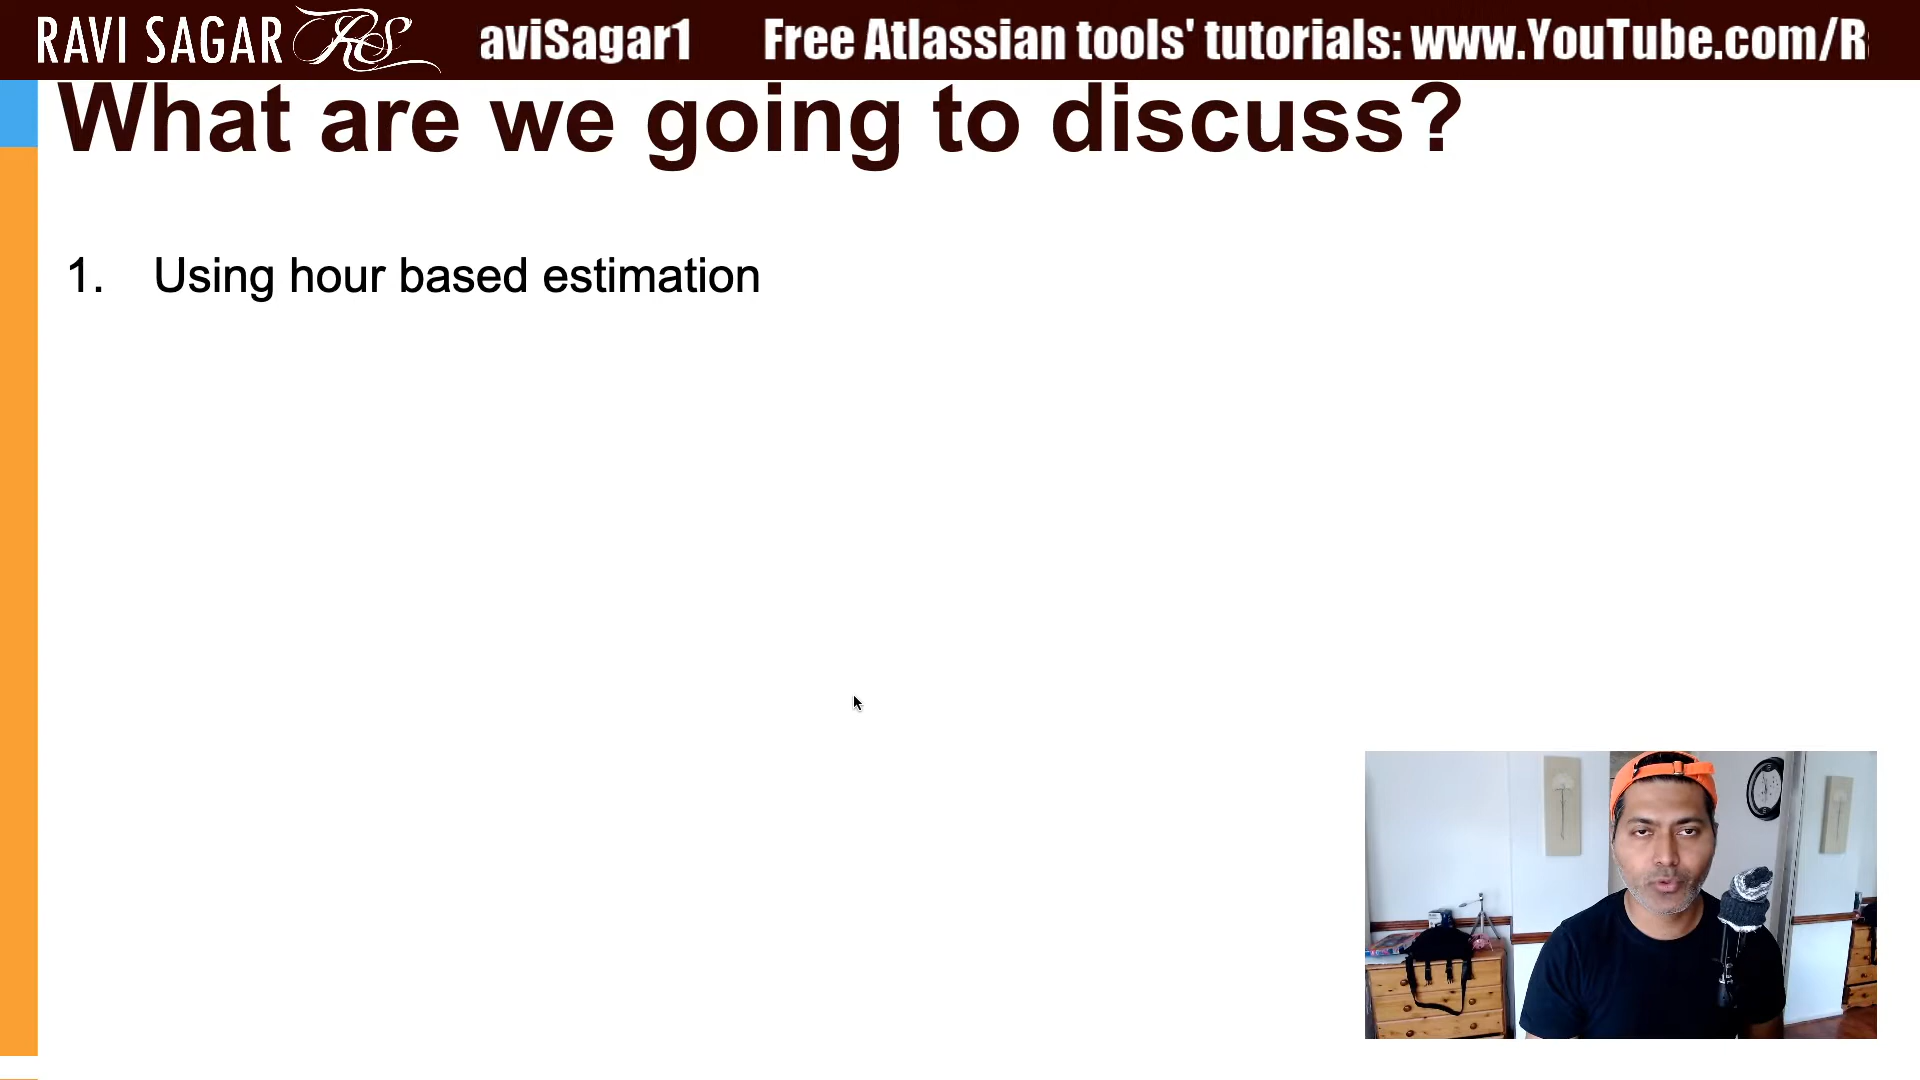 RAVI SAGAR RS aviSagar1 Free Atlassian tools' tutorials: www.YouTube.com/R
What are we going to discuss?
1. Using hour based estimation